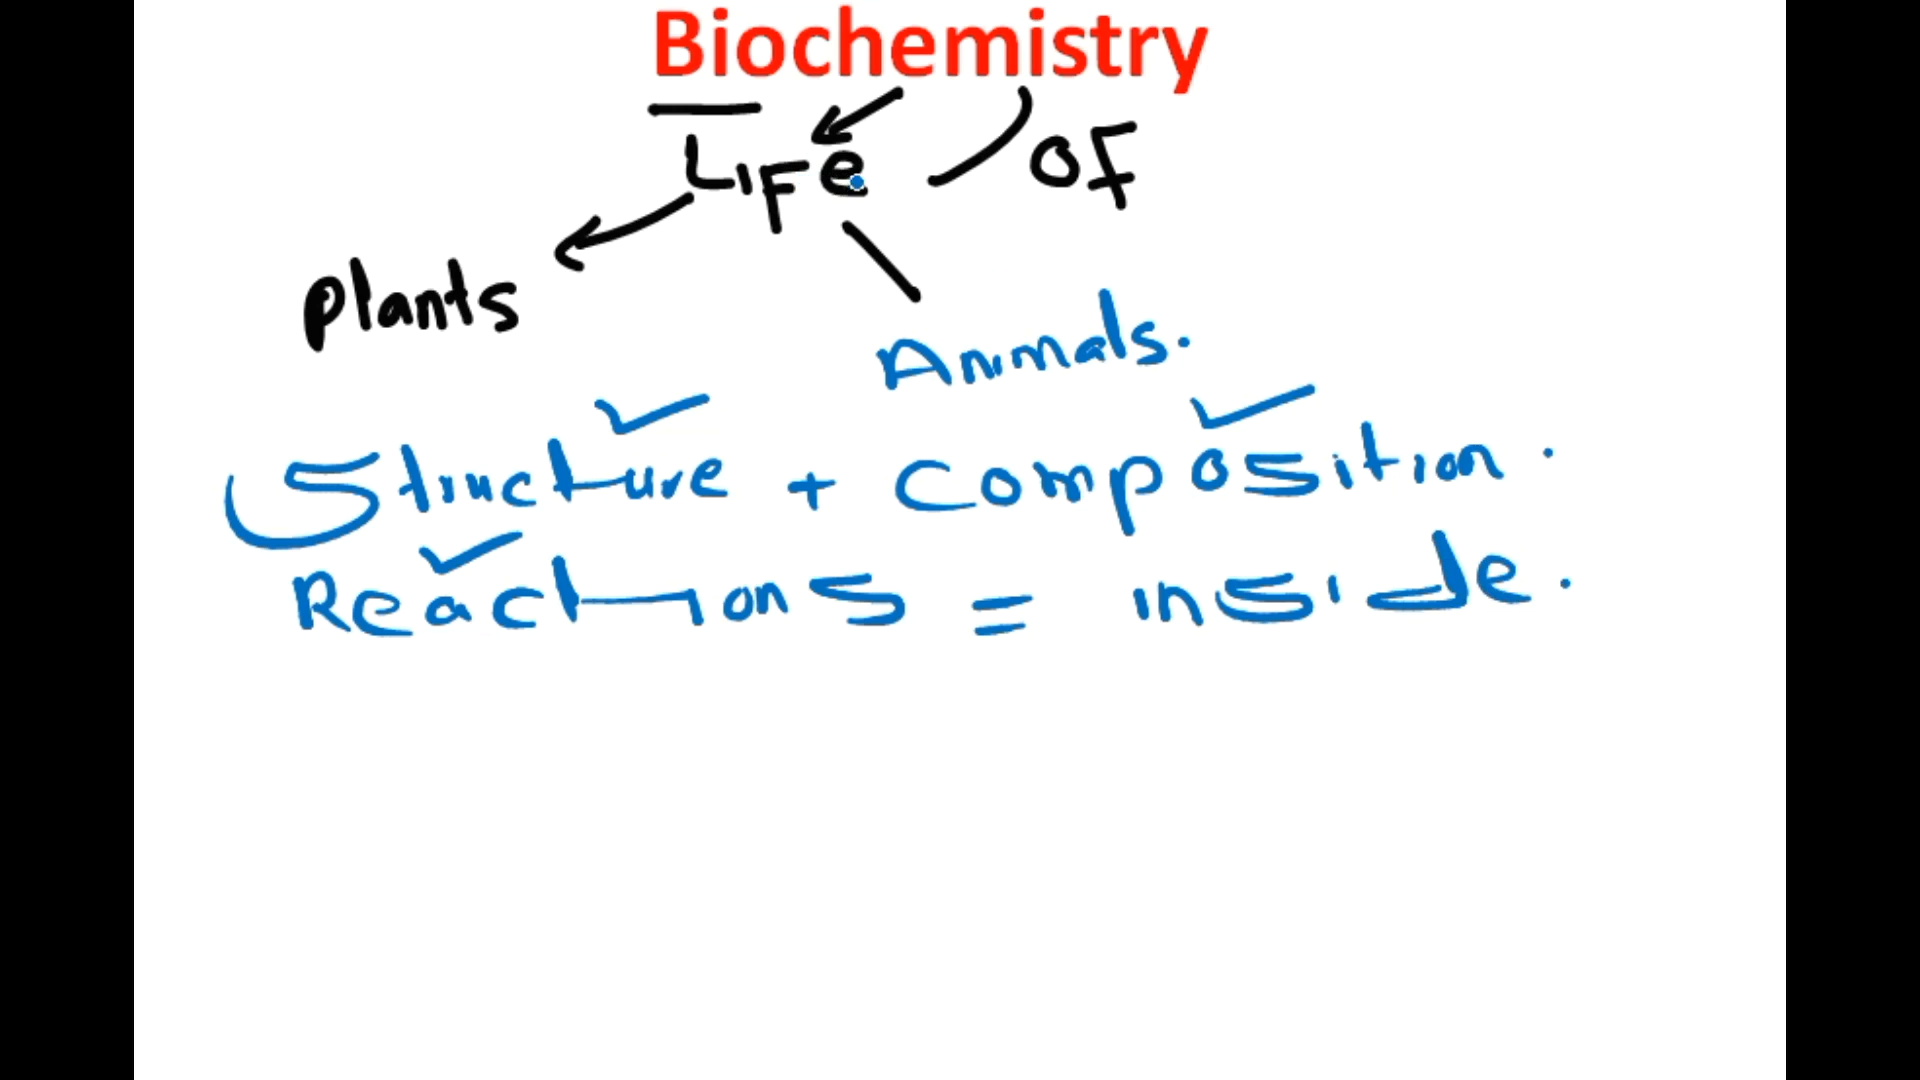 Biochemistry
LIFe OF
Plants
Animals.
Structure + Composition.
Reactions = inside.